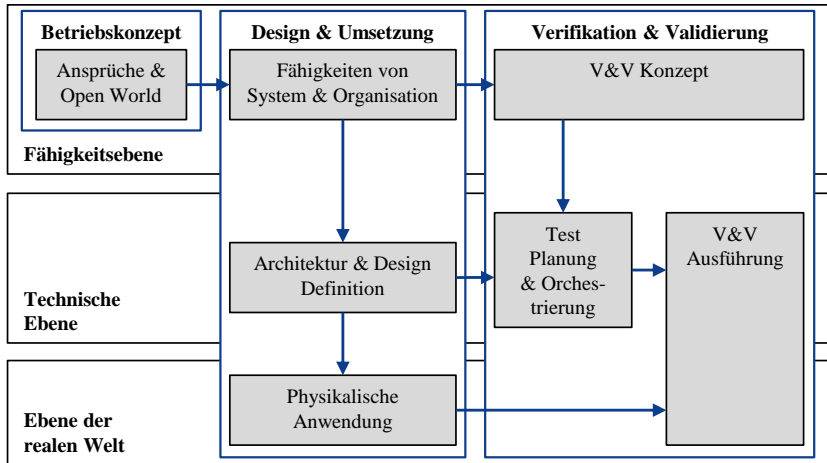 Betriebskonzept
Design & Umsetzung
Verifikation & Validierung
Ansprüche &
Open World
Fähigkeiten von
System & Organisation
V&V Konzept
Fähigkeitsebene
Architektur & Design
Definition
Test
Planung
& Orches-
trierung
V&V
Ausführung
Technische
Ebene
Physikalische
Anwendung
Ebene der
realen Welt